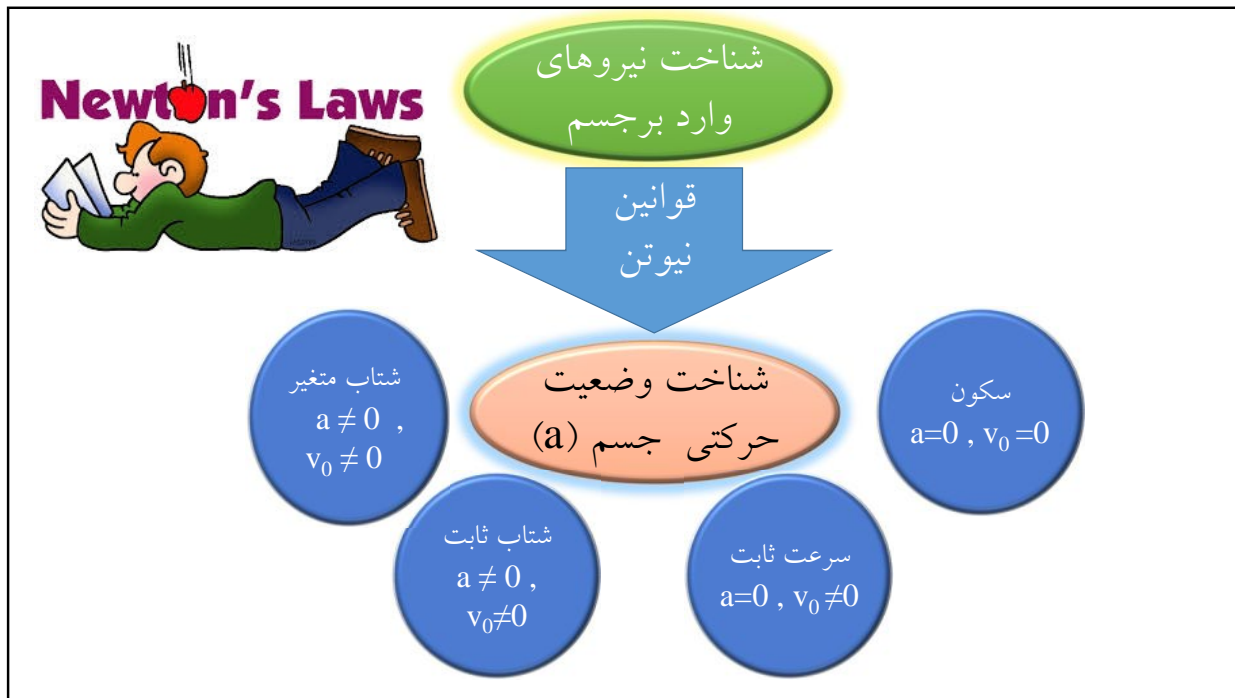 Newton's Laws
شناخت نیروهای
وارد برجسم
قوانین
نیوتن
شناخت وضعیت
حرکتی جسم (a)
سکون
a=0 , v₀ =0
سرعت ثابت
a=0 , v₀ ≠0
شتاب ثابت
a ≠ 0 ,
v₀≠0
شتاب متغیر
a ≠ 0 ,
v₀ ≠ 0